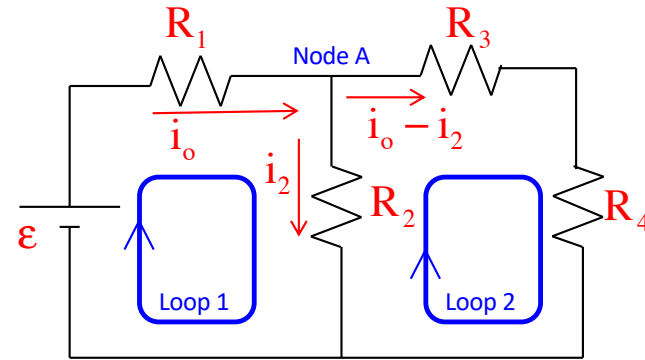 R₁
Node A
R₃
iₒ
iₒ − i₂
i₂
R₂
R₄
ε
Loop 1
Loop 2